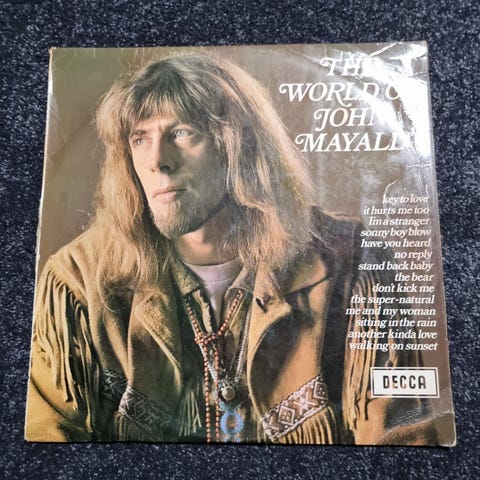 THE
WORLD OF
JOHN
MAYALL
key to love
it hurts me too
I'm a stranger
sonny boy blow
have you heard
no reply
stand back baby
the bear
don't kick me
the super-natural
me and my woman
sitting in the rain
another kinda love
walking on sunset
DECCA